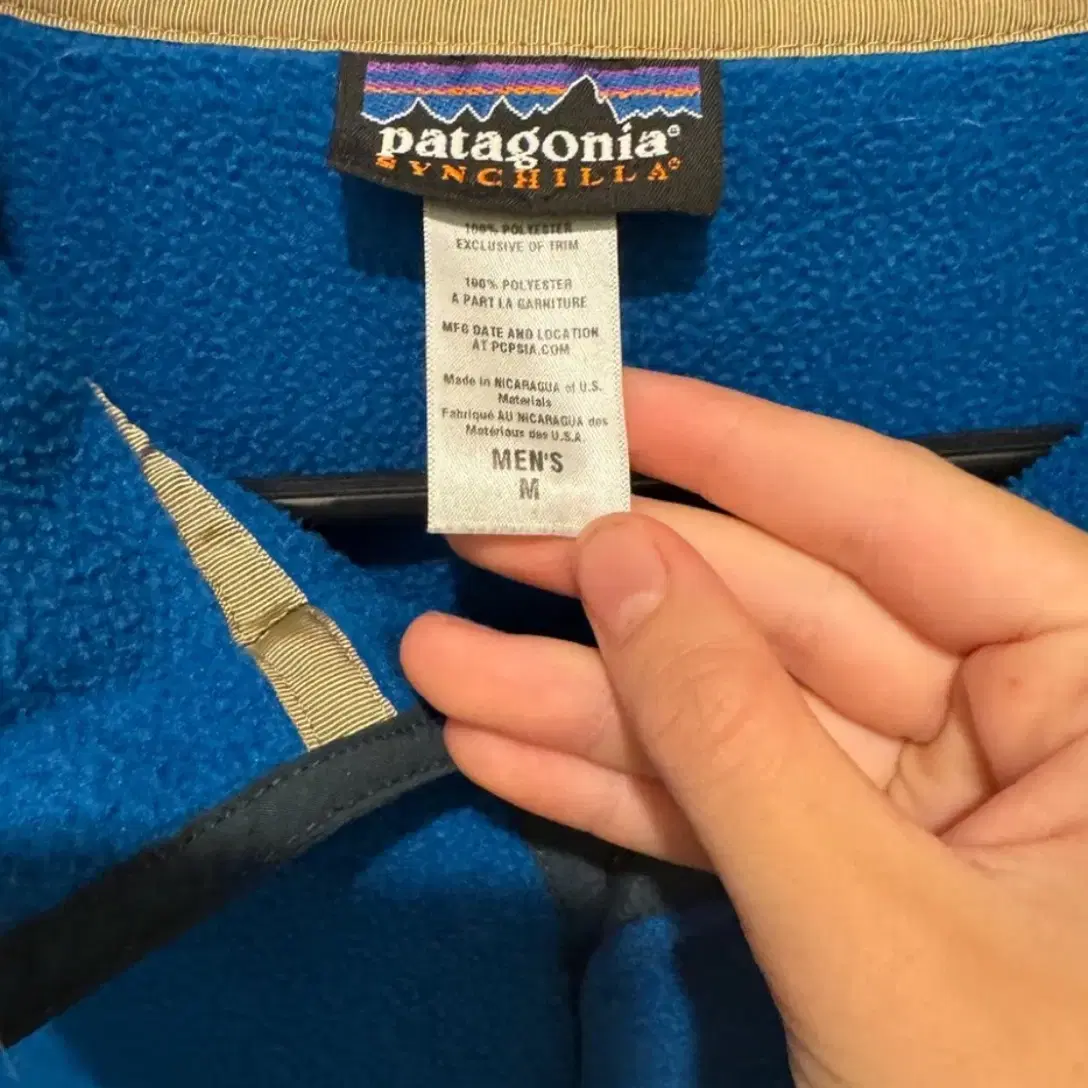 patagonia®
SYNCHILLA®
100% POLYESTER
EXCLUSIVE OF TRIM
100% POLYESTER
A PART LA GARNITURE
MFG DATE AND LOCATION
AT PCPSIA.COM
Made in NICARAGUA of U.S.
Materials
Fabriqué AU NICARAGUA des
Matériaus des U.S.A.
MEN'S
M